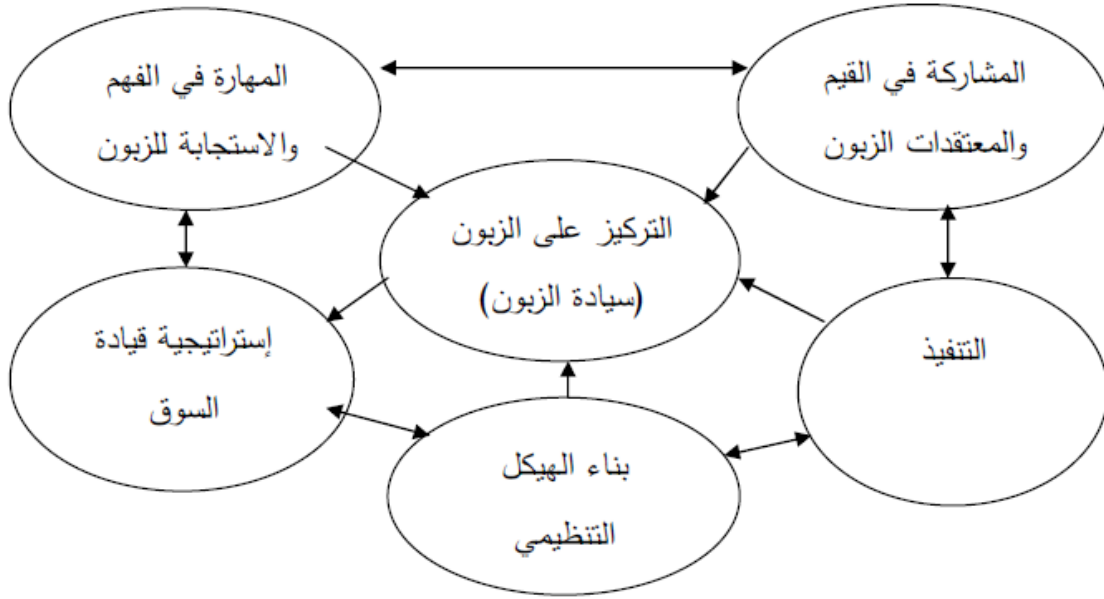 المشاركة في القيم
والمعتقدات الزبون
المهارة في الفهم
والاستجابة للزبون
التركيز على الزبون
(سيادة الزبون)
التنفيذ
إستراتيجية قيادة
السوق
بناء الهيكل
التنظيمي